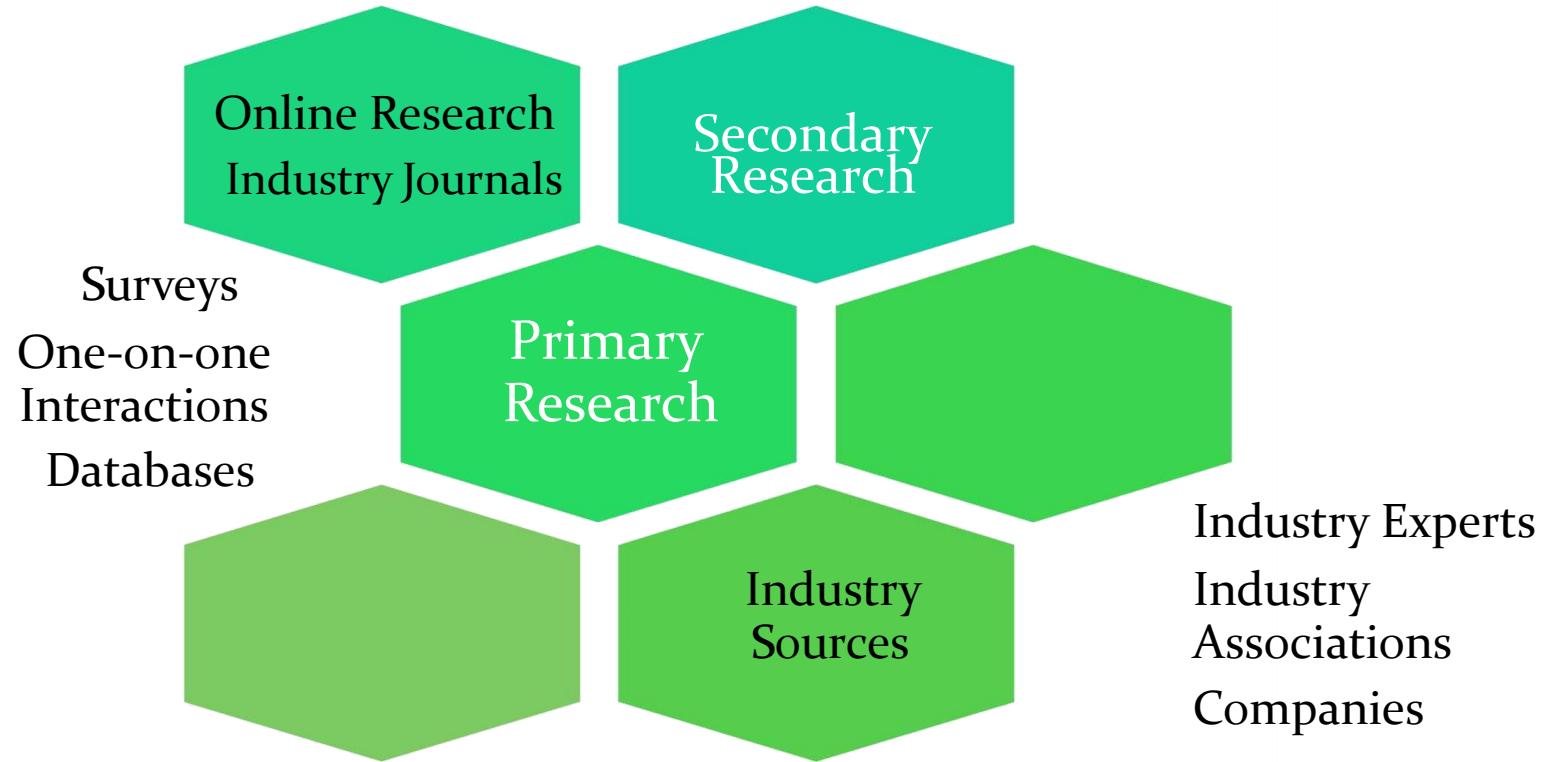 Online Research
Industry Journals
Secondary
Research
Surveys
One-on-one
Interactions
Databases
Primary
Research
Industry
Sources
Industry Experts
Industry
Associations
Companies